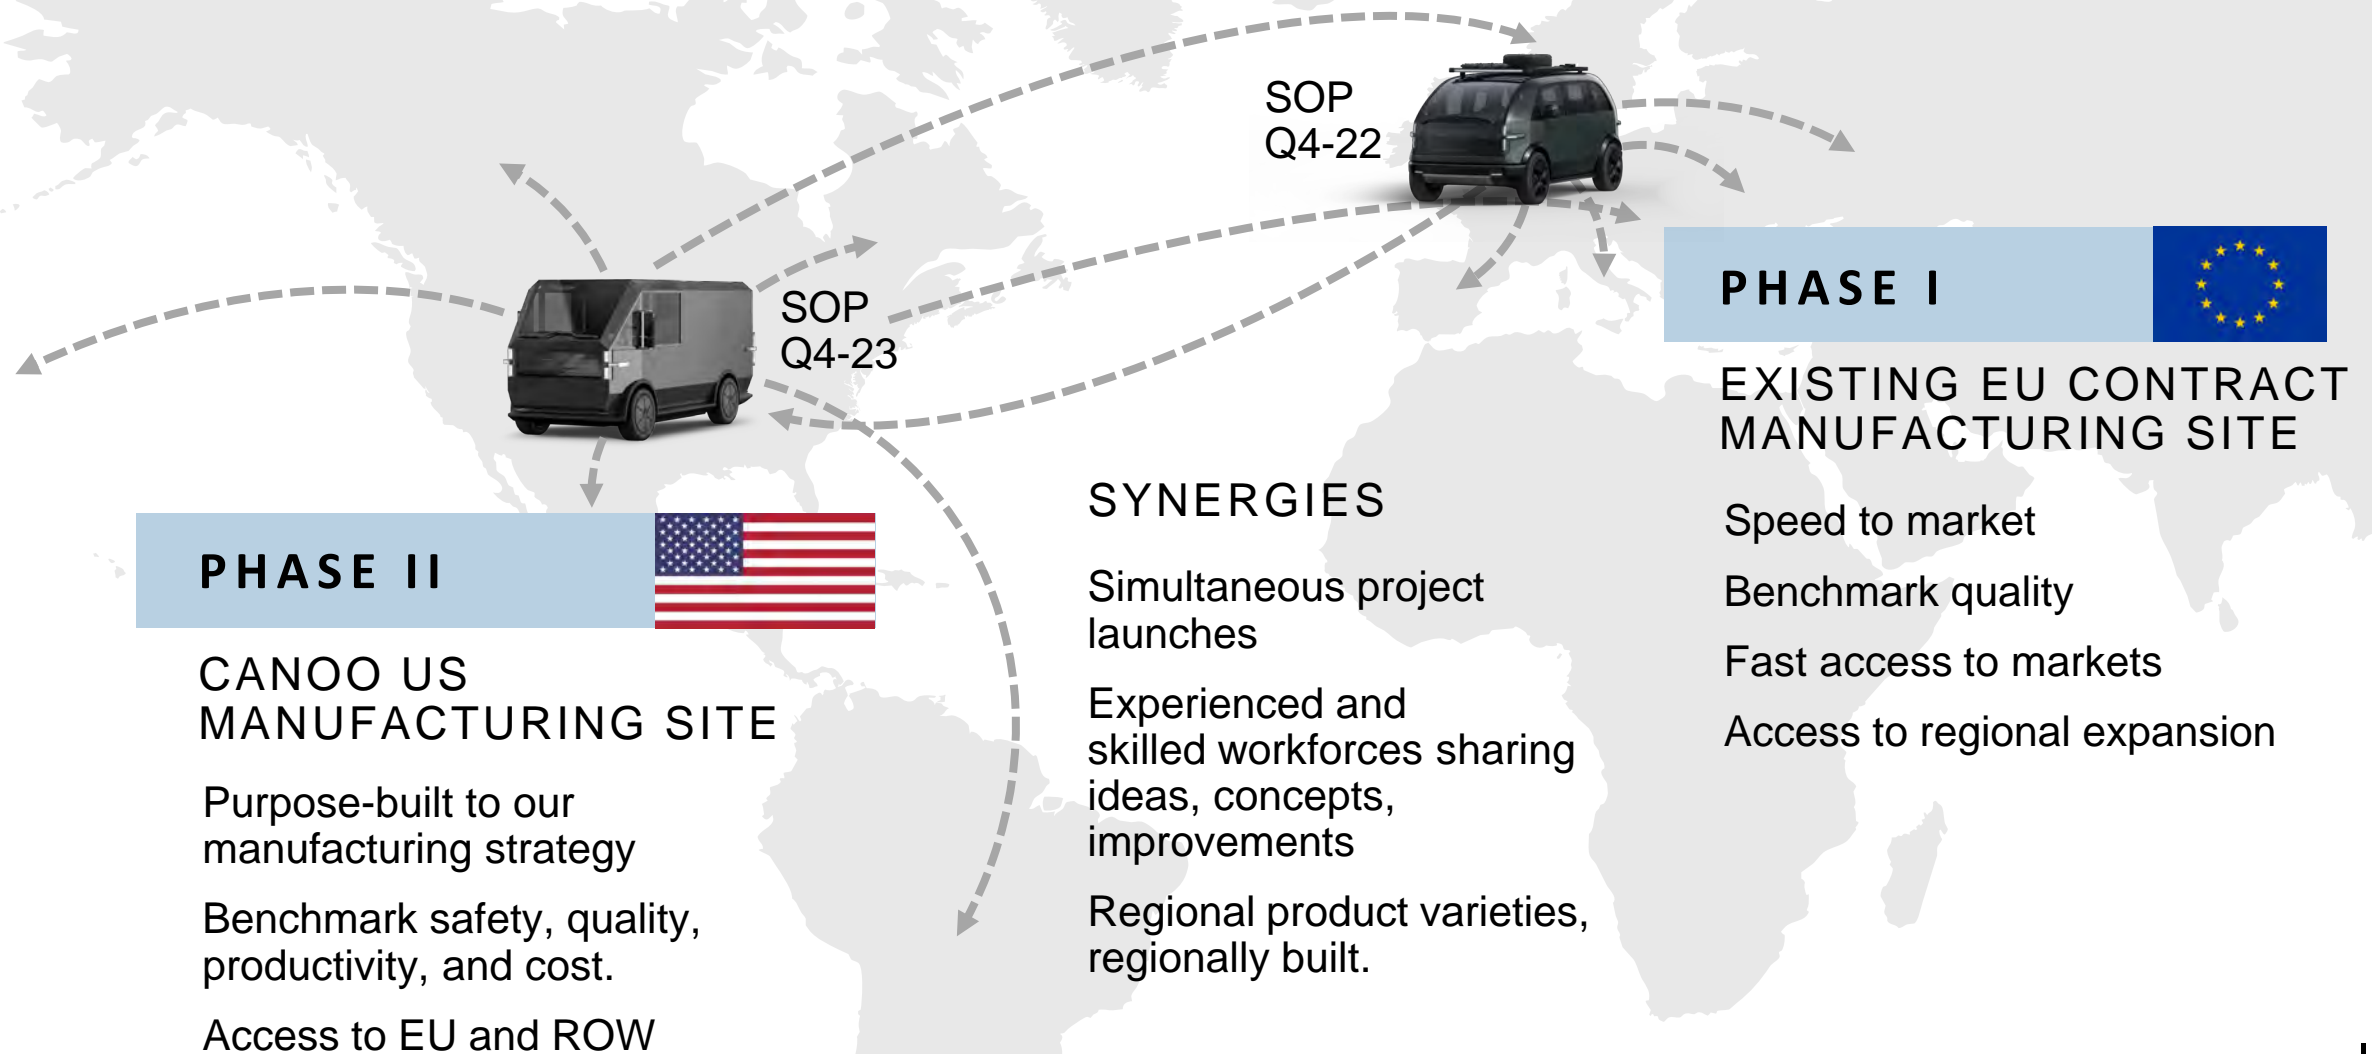 SOP
Q4-22
SOP
Q4-23
PHASE I
EXISTING EU CONTRACT
MANUFACTURING SITE
Speed to market
Benchmark quality
Fast access to markets
Access to regional expansion
SYNERGIES
Simultaneous project
launches
Experienced and
skilled workforces sharing
ideas, concepts,
improvements
Regional product varieties,
regionally built.
PHASE II
CANOO US
MANUFACTURING SITE
Purpose-built to our
manufacturing strategy
Benchmark safety, quality,
productivity, and cost.
Access to EU and ROW